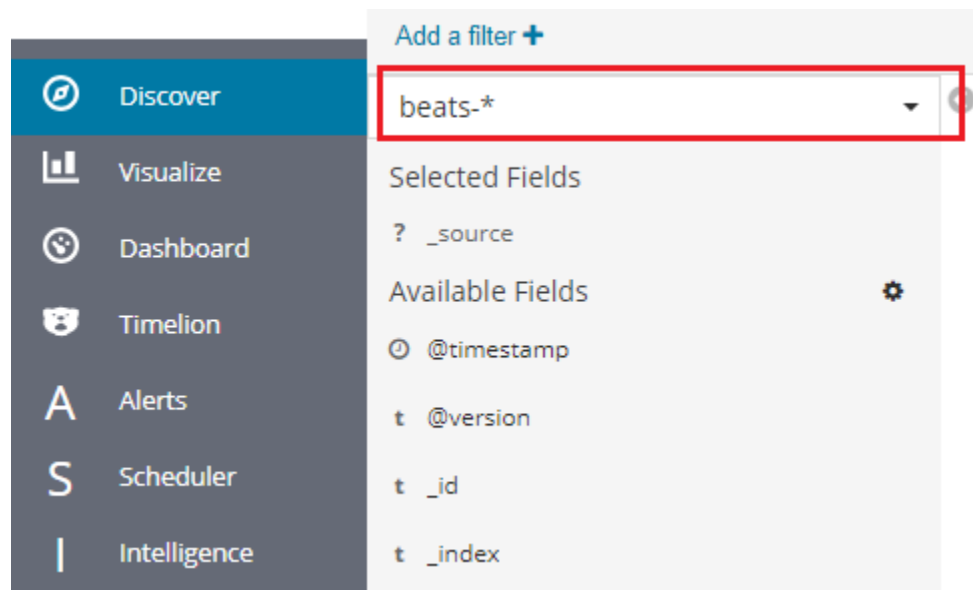 Add a filter +
Discover
Visualize
Dashboard
Timelion
A Alerts
S Scheduler
I Intelligence
beats-*
Selected Fields
? _source
Available Fields
@timestamp
t @version
t _id
t _index